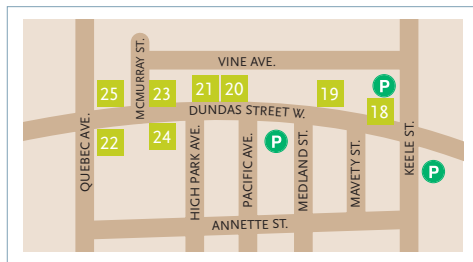 VINE AVE.
MCMURRAY ST.
P
25
23
21
20
19
18
DUNDAS STREET W.
22
24
P
P
QUEBEC AVE.
HIGH PARK AVE.
PACIFIC AVE.
MEDLAND ST.
MAVETY ST.
KEELE ST.
ANNETTE ST.